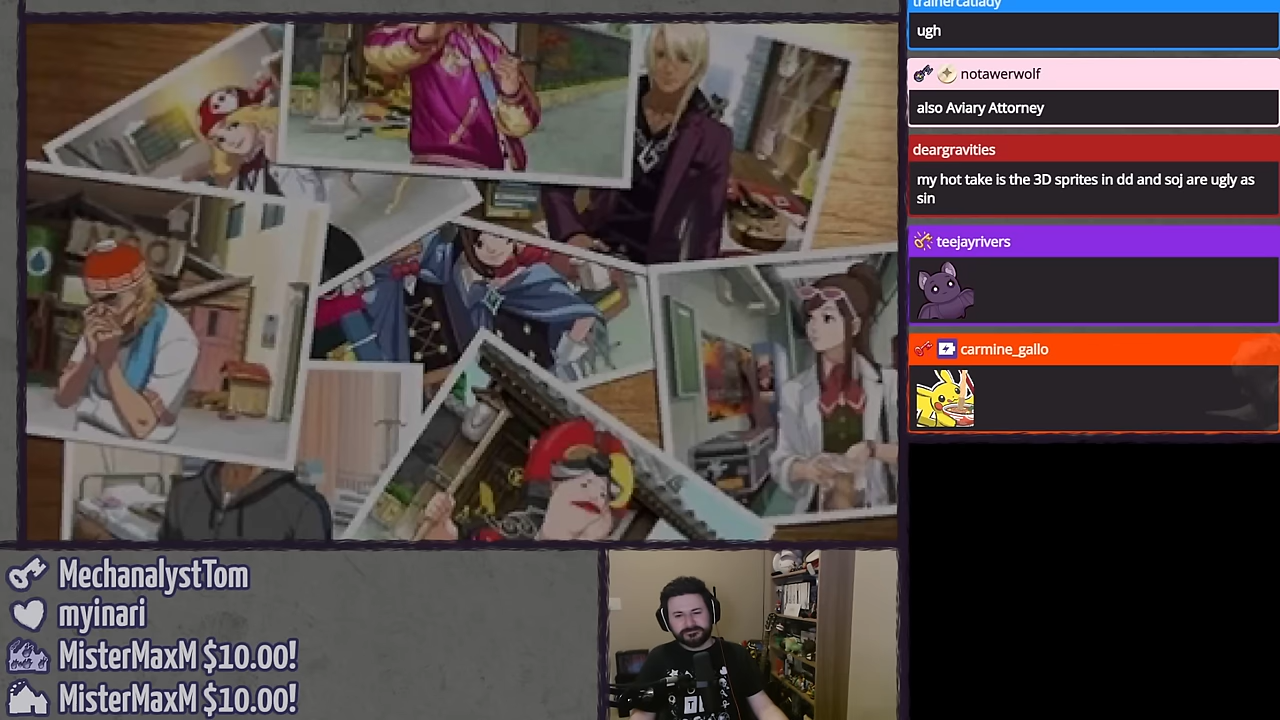 trainercatlady
ugh
notawerwolf
also Aviary Attorney
deargravities
my hot take is the 3D sprites in dd and soj are ugly as
sin
teejayrivers
carmine_gallo
MechanalystTom
myinari
MisterMaxM $10.00!
MisterMaxM $10.00!